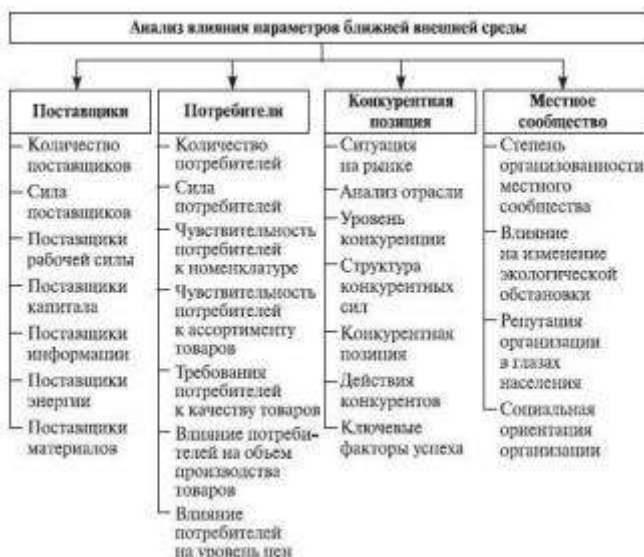 Анализ влияния параметров ближней внешней среды
Поставщики
Количество
поставщиков
Сила
поставщиков
Поставщики
рабочей силы
Поставщики
капитала
Поставщики
информации
Поставщики
энергии
Поставщики
материалов
Потребители
Количество
потребителей
Сила
потребителей
Чувствительность
потребителей
к номенклатуре
Чувствительность
потребителей
к ассортименту
товаров
Требования
потребителей
к качеству товаров
Влияние потреби-
телей на объем
производства
товаров
Влияние
потребителей
на уровень цен
Конкурентная
позиция
Ситуация
на рынке
Анализ отрасли
Уровень
конкуренции
Структура
конкурентных
сил
Конкурентная
позиция
Действия
конкурентов
Ключевые
факторы успеха
Местное
сообщество
Степень
организованности
местного
сообщества
Влияние
на изменение
экологической
обстановки
Репутация
организации
в глазах
населения
Социальная
ориентация
организации